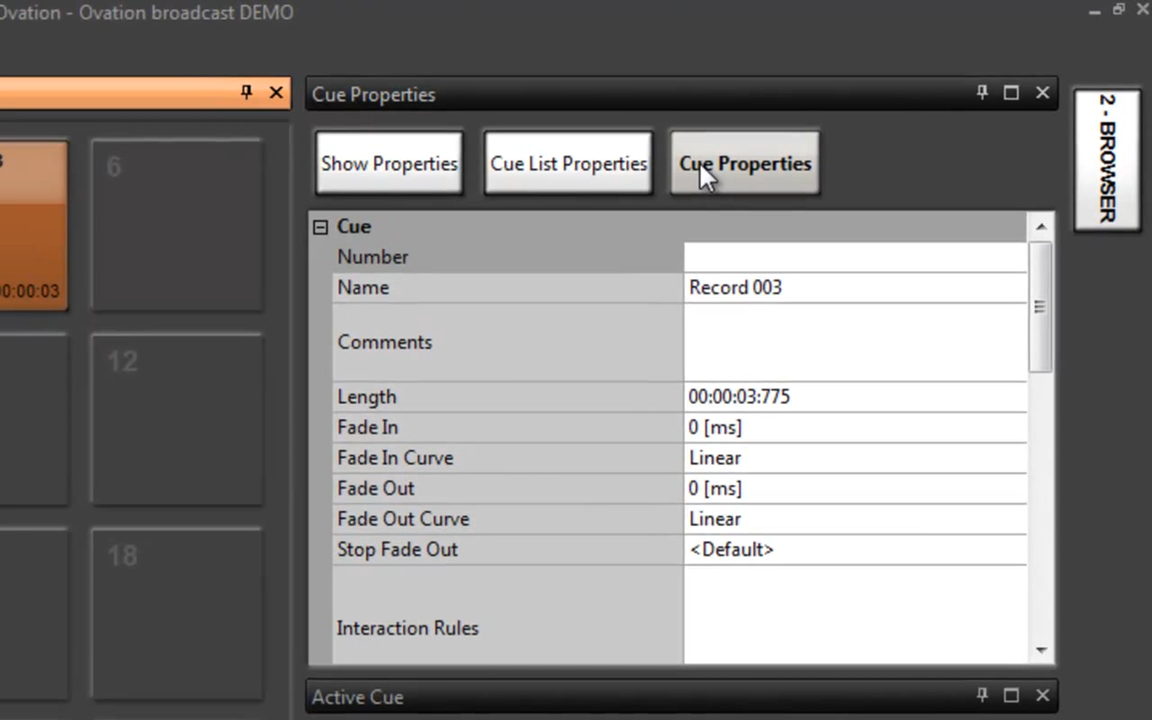 Ovation - Ovation broadcast DEMO
Cue Properties
Show Properties
Cue List Properties
Cue Properties
2 - BROWSER
Cue
Number
Name Record 003
Comments
Length 00:00:03:775
Fade In 0 [ms]
Fade In Curve Linear
Fade Out 0 [ms]
Fade Out Curve Linear
Stop Fade Out <Default>
Interaction Rules
Active Cue
6
00:00:03
12
18